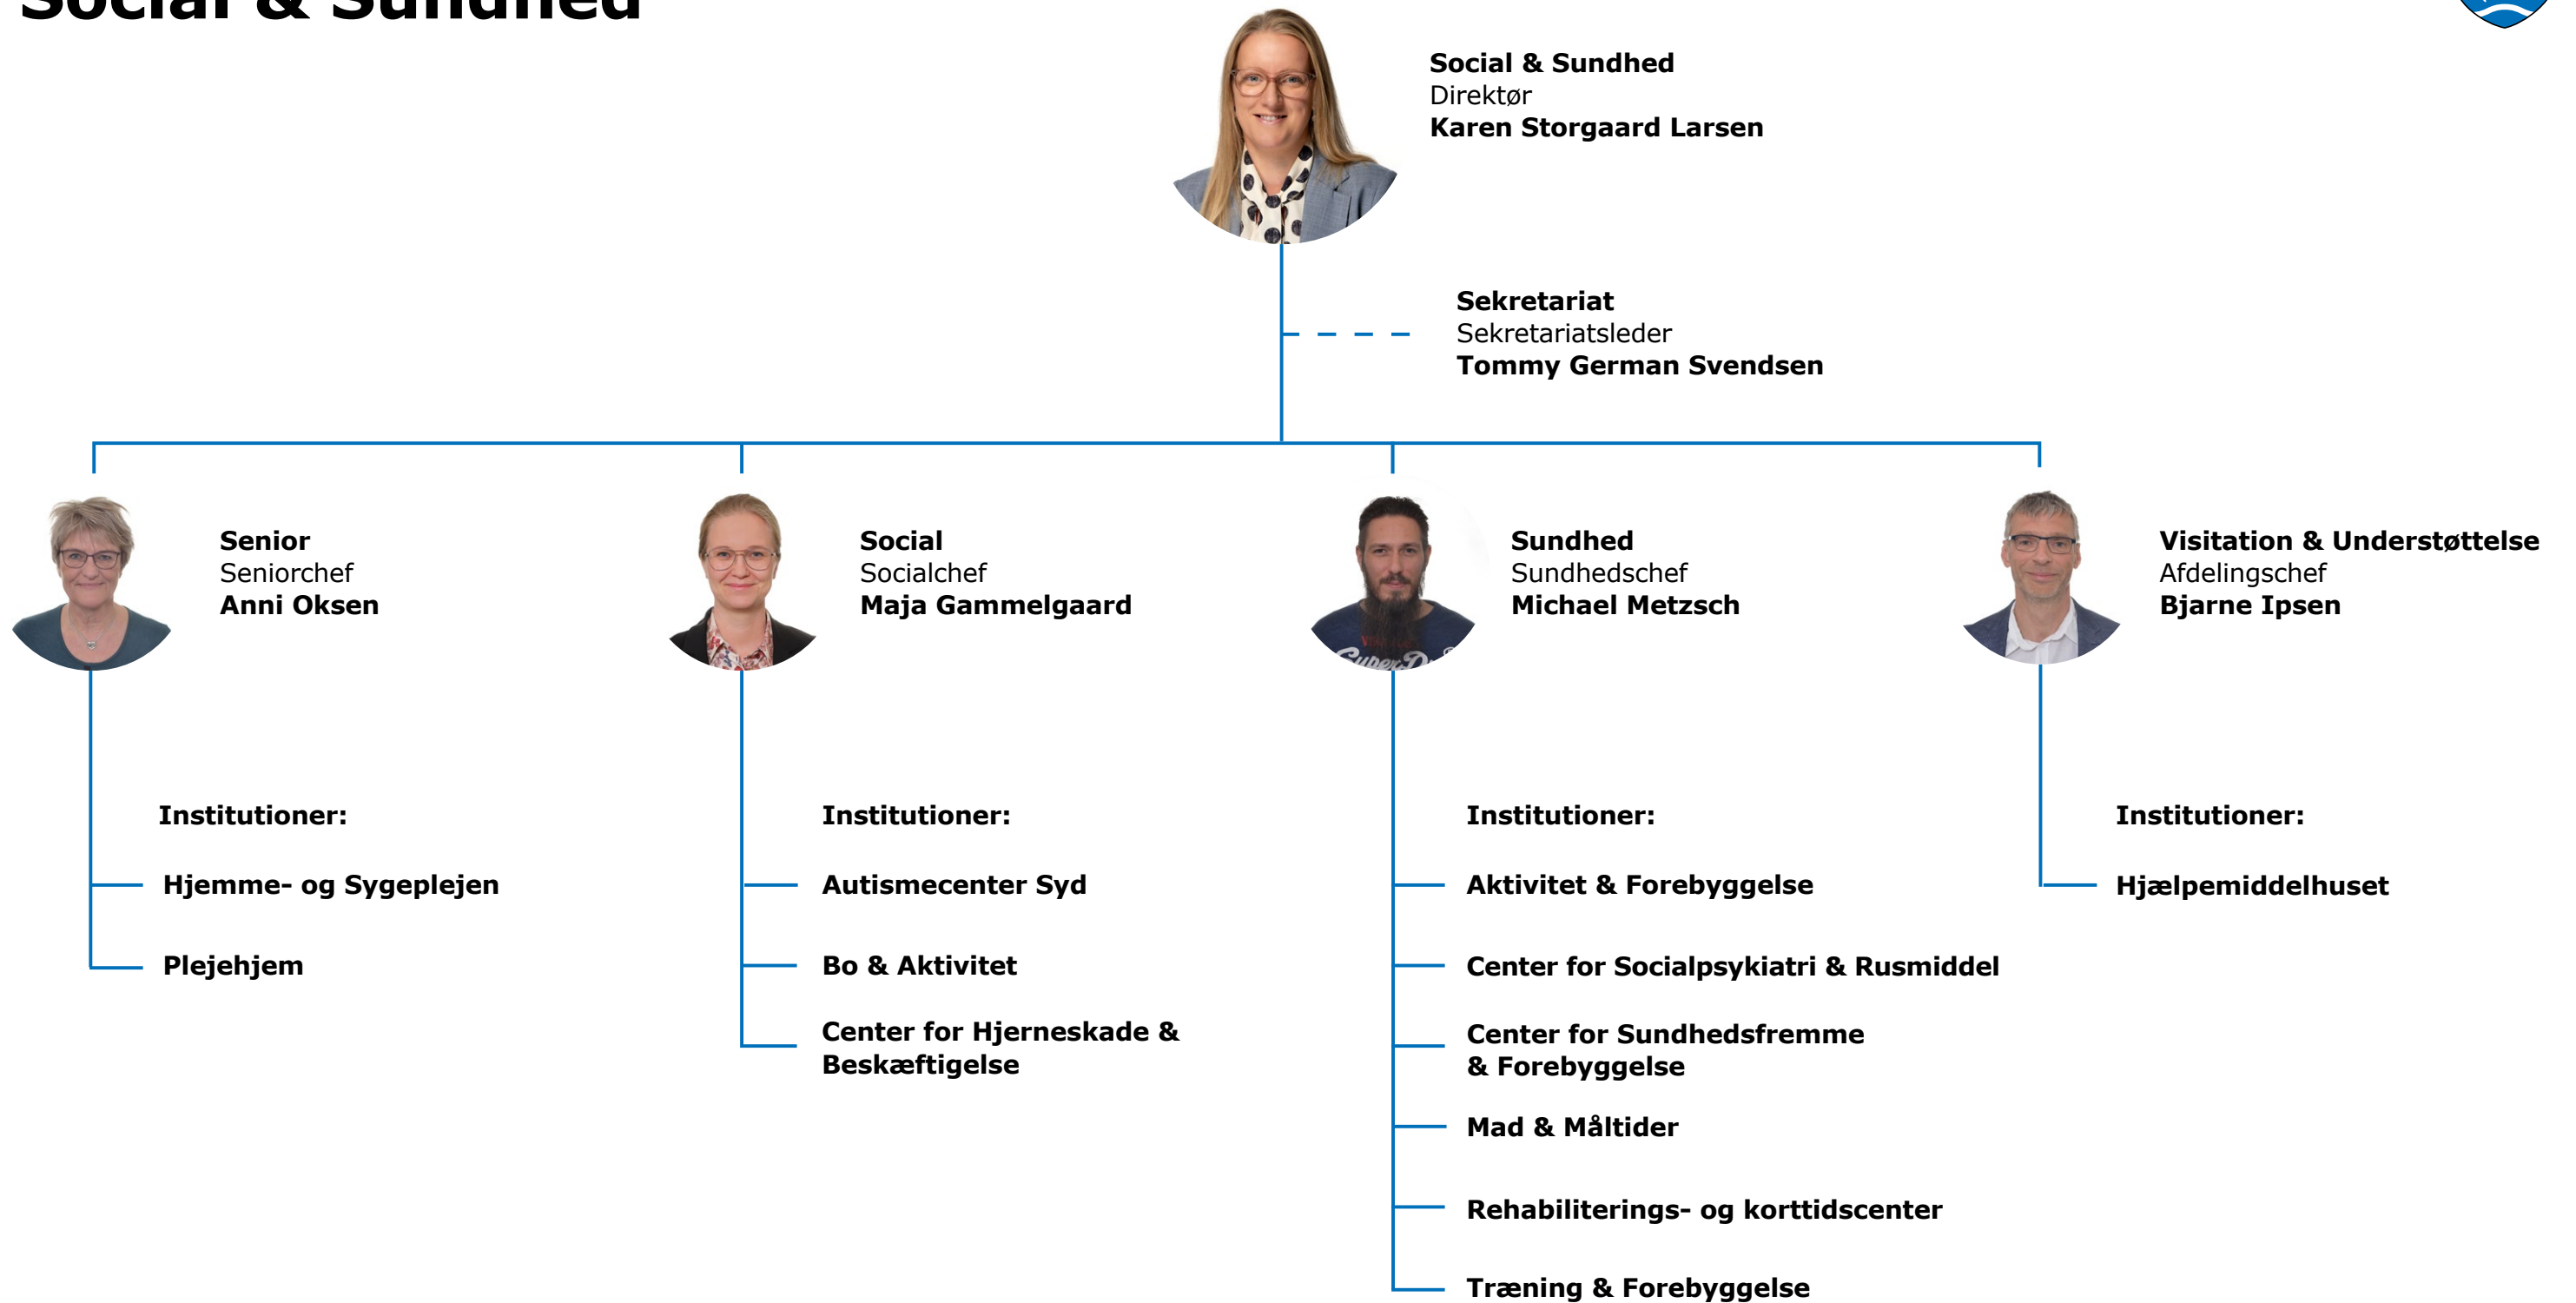 Social & Sundhed
Social & Sundhed
Direktør
Karen Storgaard Larsen
Sekretariat
Sekretariatsleder
Tommy German Svendsen
Senior
Seniorchef
Anni Oksen
Social
Socialchef
Maja Gammelgaard
Sundhed
Sundhedschef
Michael Metzsch
Visitation & Understøttelse
Afdelingschef
Bjarne Ipsen
Institutioner:
Hjemme- og Sygeplejen
Plejehjem
Institutioner:
Autismecenter Syd
Bo & Aktivitet
Center for Hjerneskade &
Beskæftigelse
Institutioner:
Aktivitet & Forebyggelse
Center for Socialpsykiatri & Rusmiddel
Center for Sundhedsfremme
& Forebyggelse
Mad & Måltider
Rehabiliterings- og korttidscenter
Træning & Forebyggelse
Institutioner:
Hjælpemiddelhuset